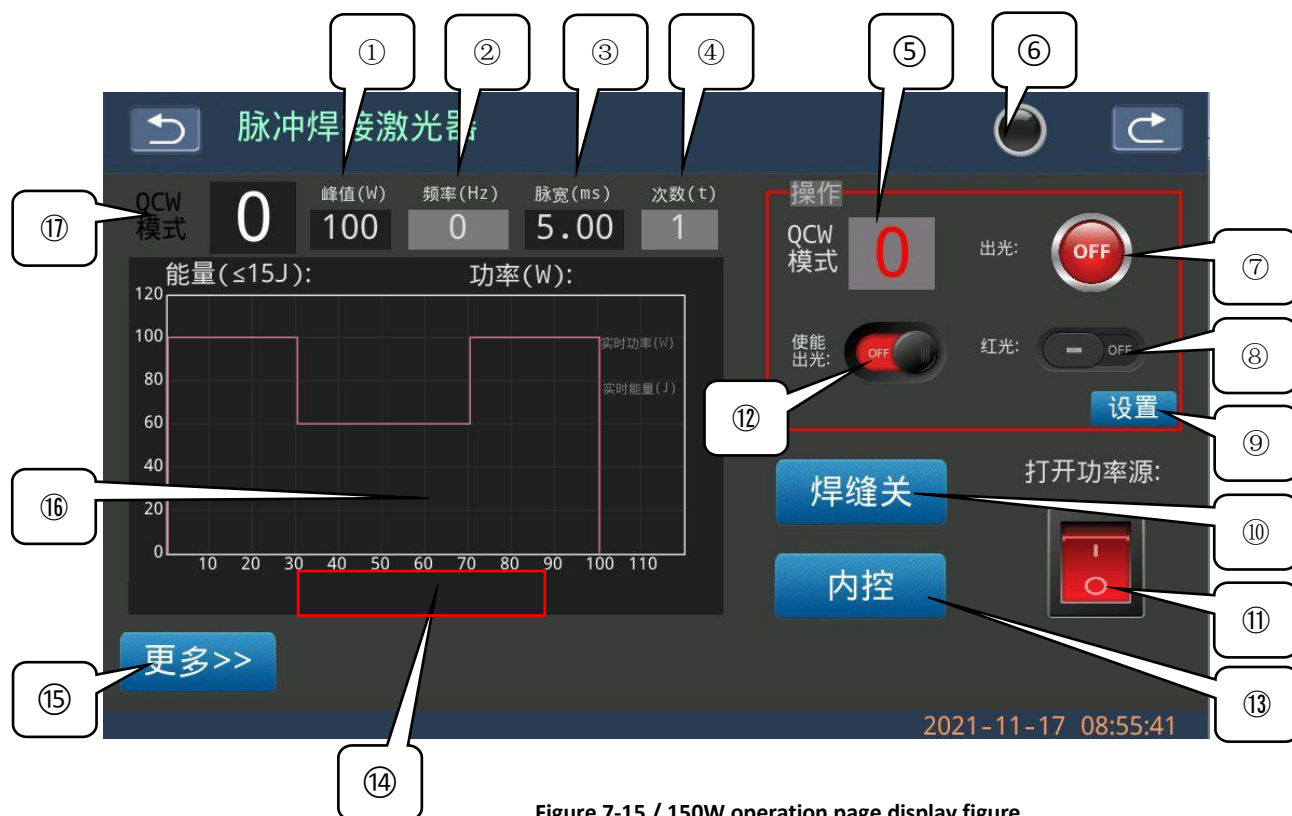 ① ② ③ ④ ⑤ ⑥
脉冲焊接激光器
QCW
模式
0
峰值(W) 频率(Hz) 脉宽(ms) 次数(t)
100 0 5.00 1
操作
QCW
模式
0
出光:
OFF
⑦
⑰
能量(≤15J): 功率(W):
120
100
80
60
40
20
0
10 20 30 40 50 60 70 80 90 100 110
实时功率(W)
实时能量(J)
使能
出光:
OFF
红光:
OFF
⑧
⑫
设置
⑨
焊缝关
打开功率源:
⑯
⑩
内控
⑪
更多>>
⑮
⑬
2021-11-17 08:55:41
⑭
Figure 7-15 / 150W operation page display figure